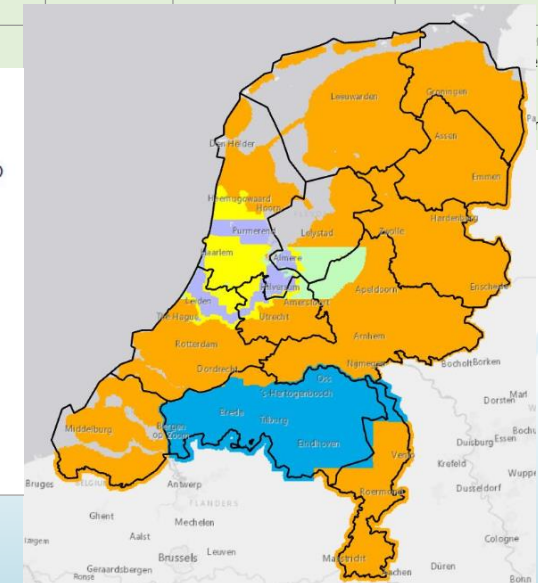 Leeuwarden
Groningen
Assen
Den Helder
Emmen
Heerhugowaard
Hoorn
Hardenberg
Purmerend
Lelystad
Zwolle
Haarlem
Almere
Hilversum
Enschede
Leiden
Amersfoort
Apeldoorn
The Hague
Utrecht
Arnhem
Rotterdam
Nijmegen
Bocholt Borken
Dordrecht
Oss
's-Hertogenbosch
Dorsten
Marl
Breda
Tilburg
Middelburg
Bergen
op Zoom
Eindhoven
Duisburg
Essen
Venlo
Krefeld
Bruges
Antwerp
Roermond
Dusseldorf
FLANDERS
Ghent
Mechelen
Cologne
Aalst
Maastricht
Leuven
Brussels
Aachen
Düren
Geraardsbergen
Ronse
Bonn